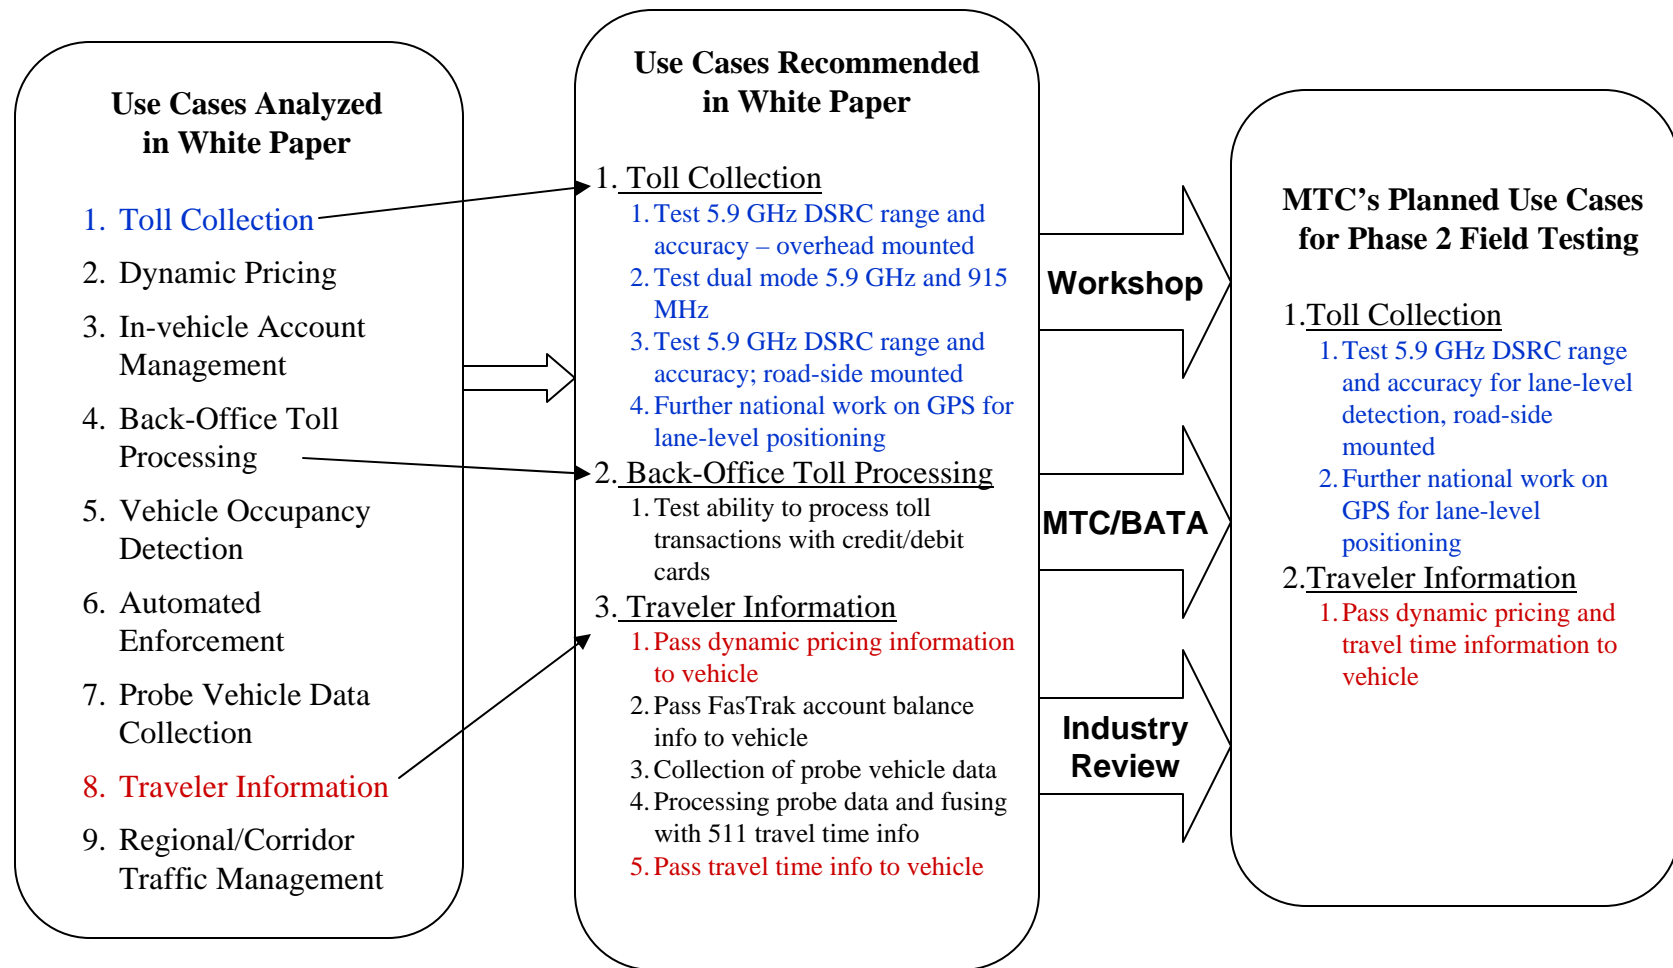 Use Cases Analyzed
in White Paper
1. Toll Collection
2. Dynamic Pricing
3. In-vehicle Account
Management
4. Back-Office Toll
Processing
5. Vehicle Occupancy
Detection
6. Automated
Enforcement
7. Probe Vehicle Data
Collection
8. Traveler Information
9. Regional/Corridor
Traffic Management
Use Cases Recommended
in White Paper
1. Toll Collection
1. Test 5.9 GHz DSRC range and
accuracy – overhead mounted
2. Test dual mode 5.9 GHz and 915
MHz
3. Test 5.9 GHz DSRC range and
accuracy; road-side mounted
4. Further national work on GPS for
lane-level positioning
2. Back-Office Toll Processing
1. Test ability to process toll
transactions with credit/debit
cards
3. Traveler Information
1. Pass dynamic pricing information
to vehicle
2. Pass FasTrak account balance
info to vehicle
3. Collection of probe vehicle data
4. Processing probe data and fusing
with 511 travel time info
5. Pass travel time info to vehicle
Workshop
MTC/BATA
Industry
Review
MTC’s Planned Use Cases
for Phase 2 Field Testing
1. Toll Collection
1. Test 5.9 GHz DSRC range
and accuracy for lane-level
detection, road-side
mounted
2. Further national work on
GPS for lane-level
positioning
2. Traveler Information
1. Pass dynamic pricing and
travel time information to
vehicle